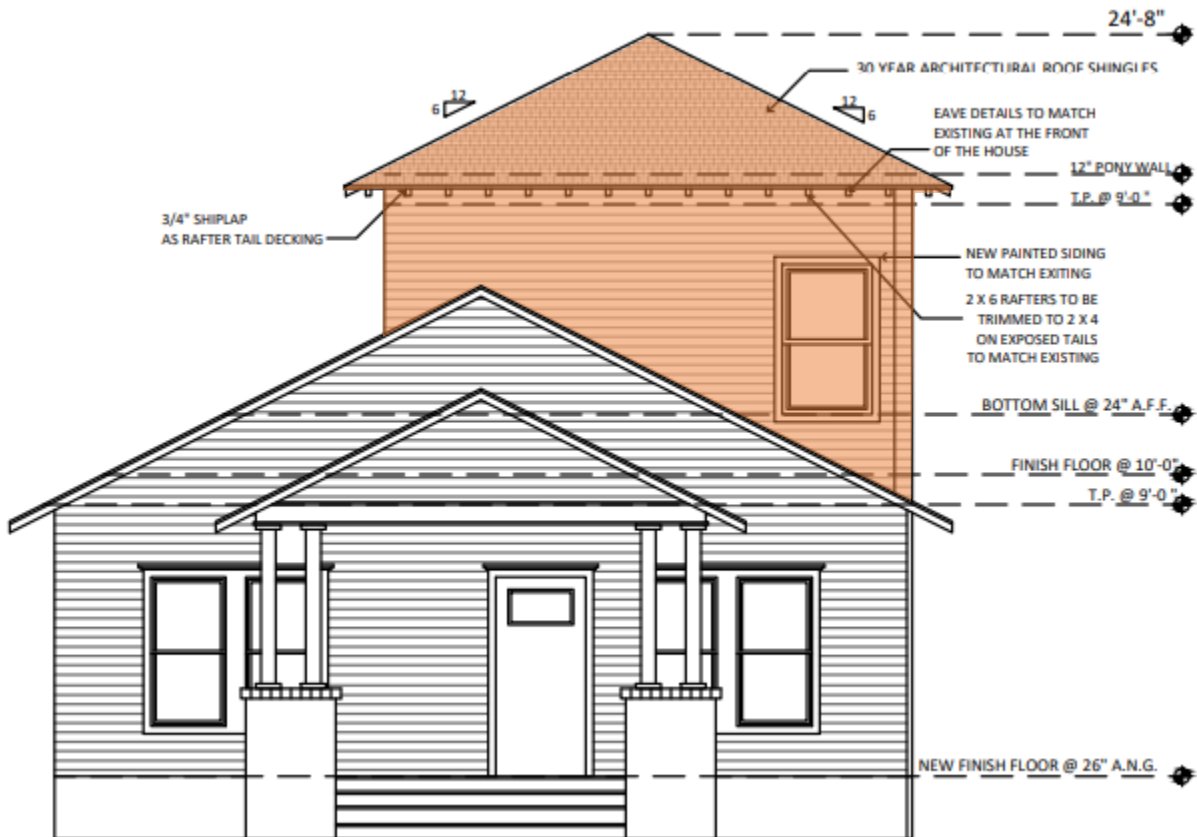 24'-8"
30 YEAR ARCHITECTURAL ROOF SHINGLES
12
6
12
6
EAVE DETAILS TO MATCH
EXISTING AT THE FRONT
OF THE HOUSE
12" PONY WALL
T.P. @ 9'-0 "
3/4" SHIPLAP
AS RAFTER TAIL DECKING
NEW PAINTED SIDING
TO MATCH EXITING
2 X 6 RAFTERS TO BE
TRIMMED TO 2 X 4
ON EXPOSED TAILS
TO MATCH EXISTING
BOTTOM SILL @ 24" A.F.F.
FINISH FLOOR @ 10'-0"
T.P. @ 9'-0 "
NEW FINISH FLOOR @ 26" A.N.G.